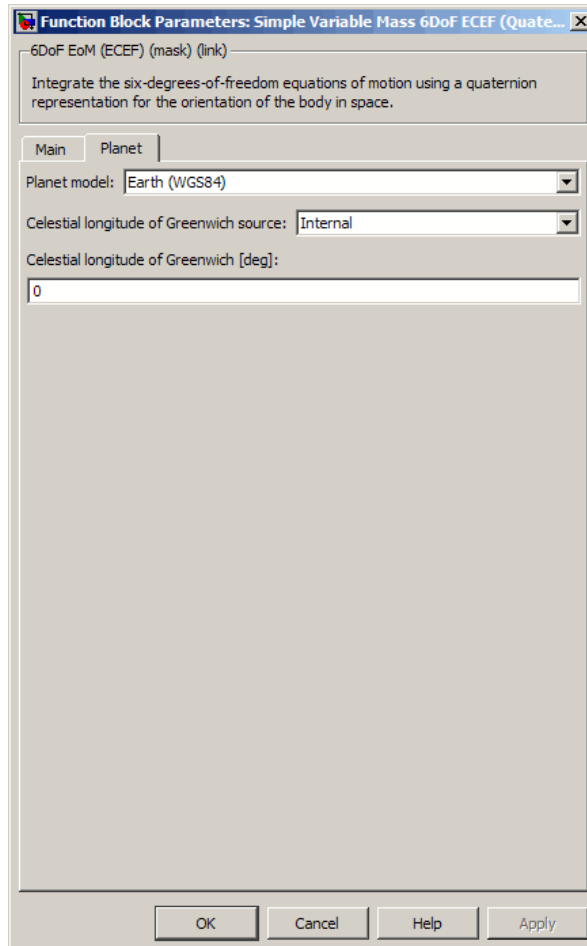 Function Block Parameters: Simple Variable Mass 6DoF ECEF (Quate...
6DoF EoM (ECEF) (mask) (link)
Integrate the six-degrees-of-freedom equations of motion using a quaternion
representation for the orientation of the body in space.
Main Planet
Planet model: Earth (WGS84)
Celestial longitude of Greenwich source: Internal
Celestial longitude of Greenwich [deg]:
0
OK Cancel Help Apply